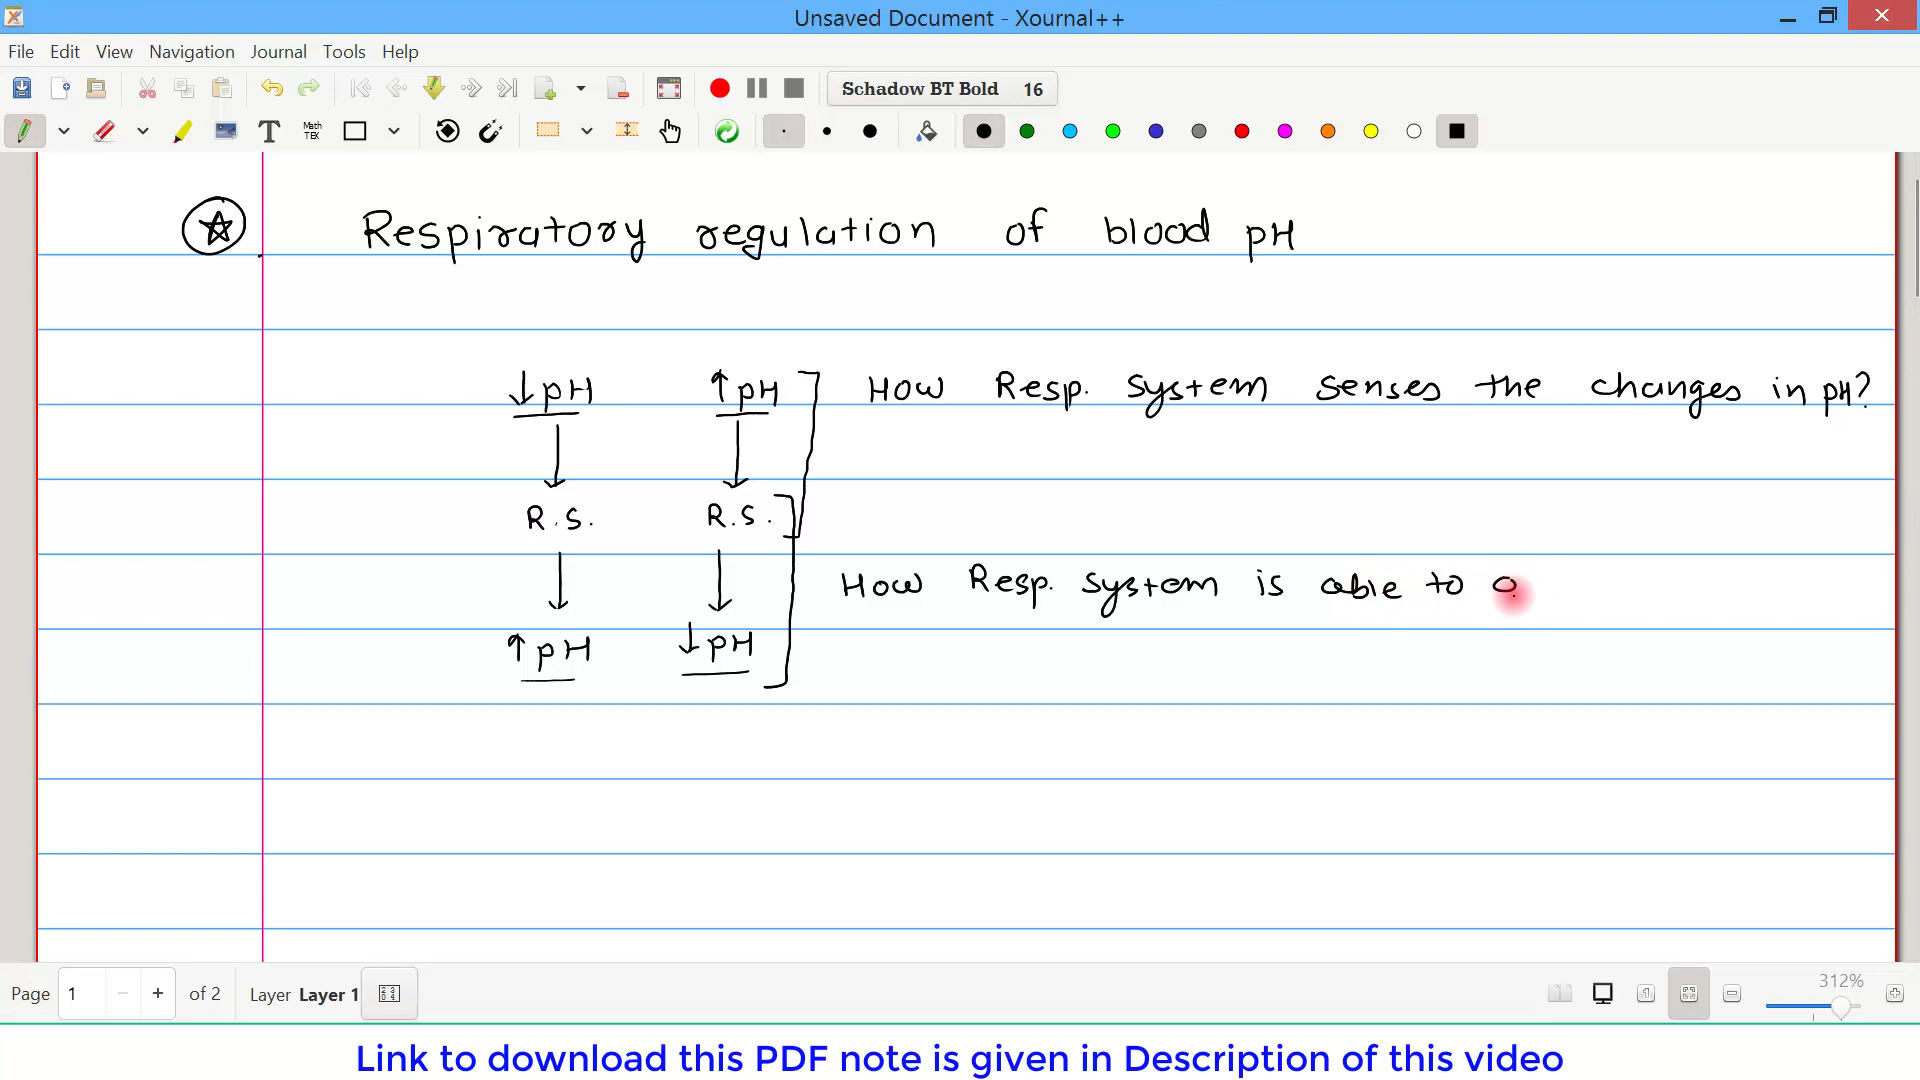 Unsaved Document - Xournal++
File Edit View Navigation Journal Tools Help
Schadow BT Bold 16
Math TEX
Respiratory regulation of blood pH
↓pH ↑pH How Resp. System senses the changes in pH?
R.S. R.S.
How Resp. System is able to
↑pH ↓pH
Page 1 of 2 Layer Layer 1 312%
Link to download this PDF note is given in Description of this video